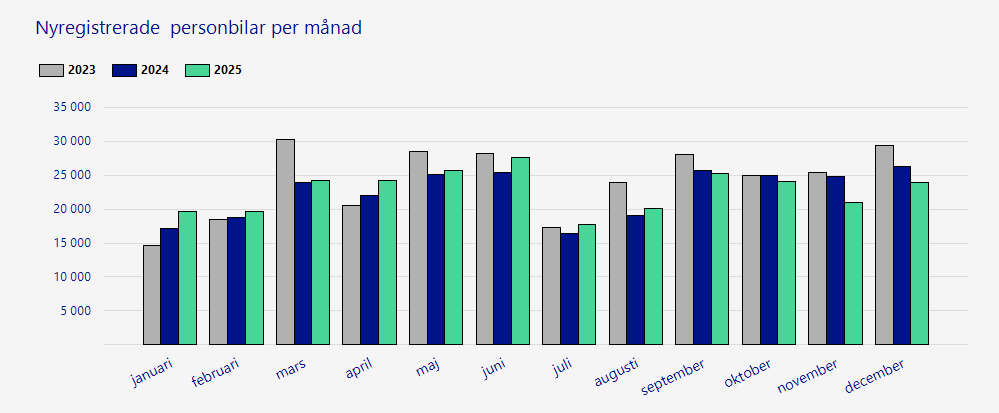 Nyregistrerade  personbilar per månad
2023 2024 2025
35 000
30 000
25 000
20 000
15 000
10 000
5 000
januari februari mars april maj juni juli augusti september oktober november december